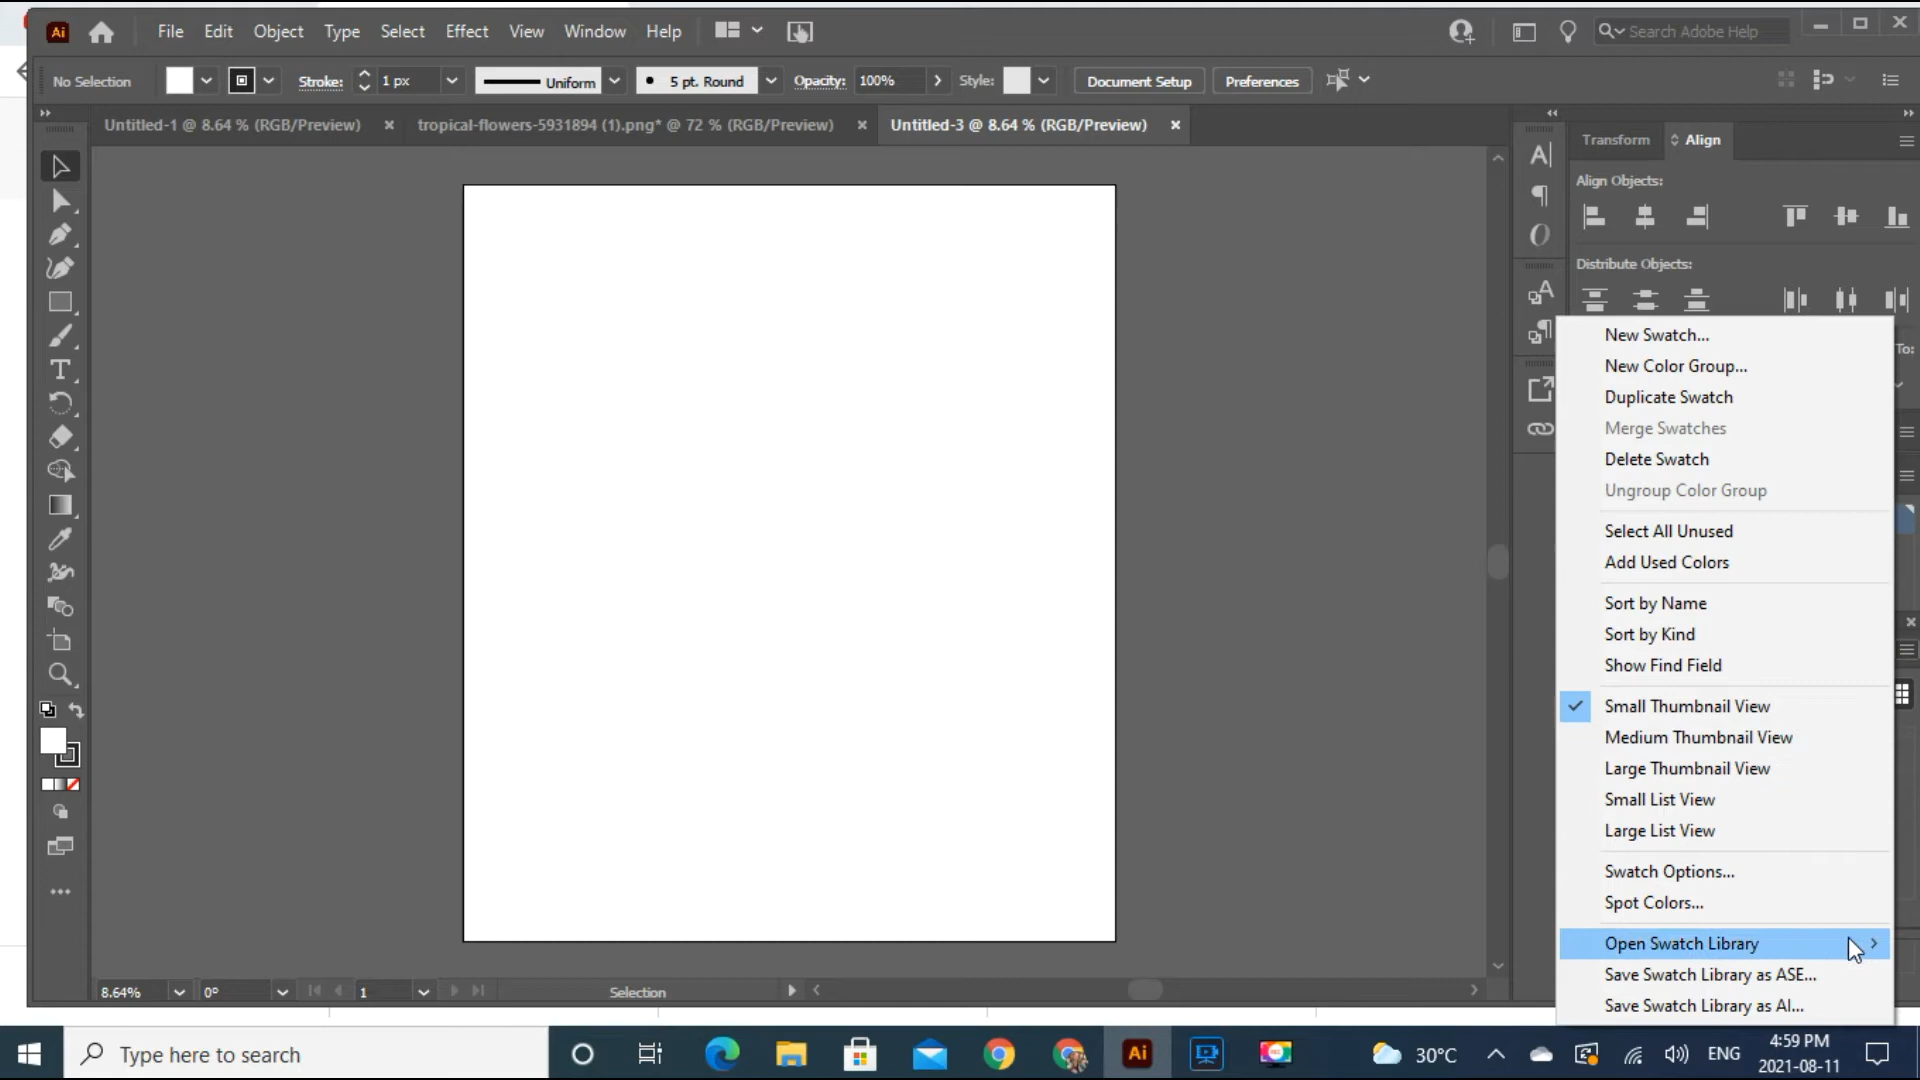 Ai File Edit Object Type Select Effect View Window Help Search Adobe Help
No Selection Stroke: 1 px Uniform 5 pt. Round Opacity: 100% Style: Document Setup Preferences
Untitled-1 @ 8.64 % (RGB/Preview) tropical-flowers-5931894 (1).png* @ 72 % (RGB/Preview) Untitled-3 @ 8.64 % (RGB/Preview)
Transform Align
Align Objects:
Distribute Objects:
To:
New Swatch...
New Color Group...
Duplicate Swatch
Merge Swatches
Delete Swatch
Ungroup Color Group
Select All Unused
Add Used Colors
Sort by Name
Sort by Kind
Show Find Field
Small Thumbnail View
Medium Thumbnail View
Large Thumbnail View
Small List View
Large List View
Swatch Options...
Spot Colors...
Open Swatch Library
Save Swatch Library as ASE...
Save Swatch Library as AI...
8.64% 0° 1 Selection
Type here to search Ai 30°C ENG 4:59 PM
2021-08-11